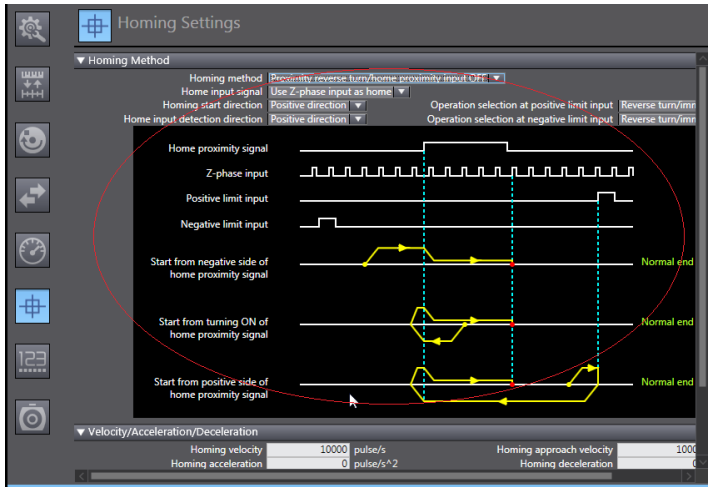 Homing Settings
▼ Homing Method
Homing method Proximity reverse turn/home proximity input OFF ▼
Home input signal Use Z-phase input as home ▼
Homing start direction Positive direction ▼ Operation selection at positive limit input Reverse turn/imm
Home input detection direction Positive direction ▼ Operation selection at negative limit input Reverse turn/imm
Home proximity signal
Z-phase input
Positive limit input
Negative limit input
Start from negative side of
home proximity signal
Normal end
Start from turning ON of
home proximity signal
Normal end
Start from positive side of
home proximity signal
Normal end
▼ Velocity/Acceleration/Deceleration
Homing velocity 10000 pulse/s Homing approach velocity 1000
Homing acceleration 0 pulse/s^2 Homing deceleration 0
123